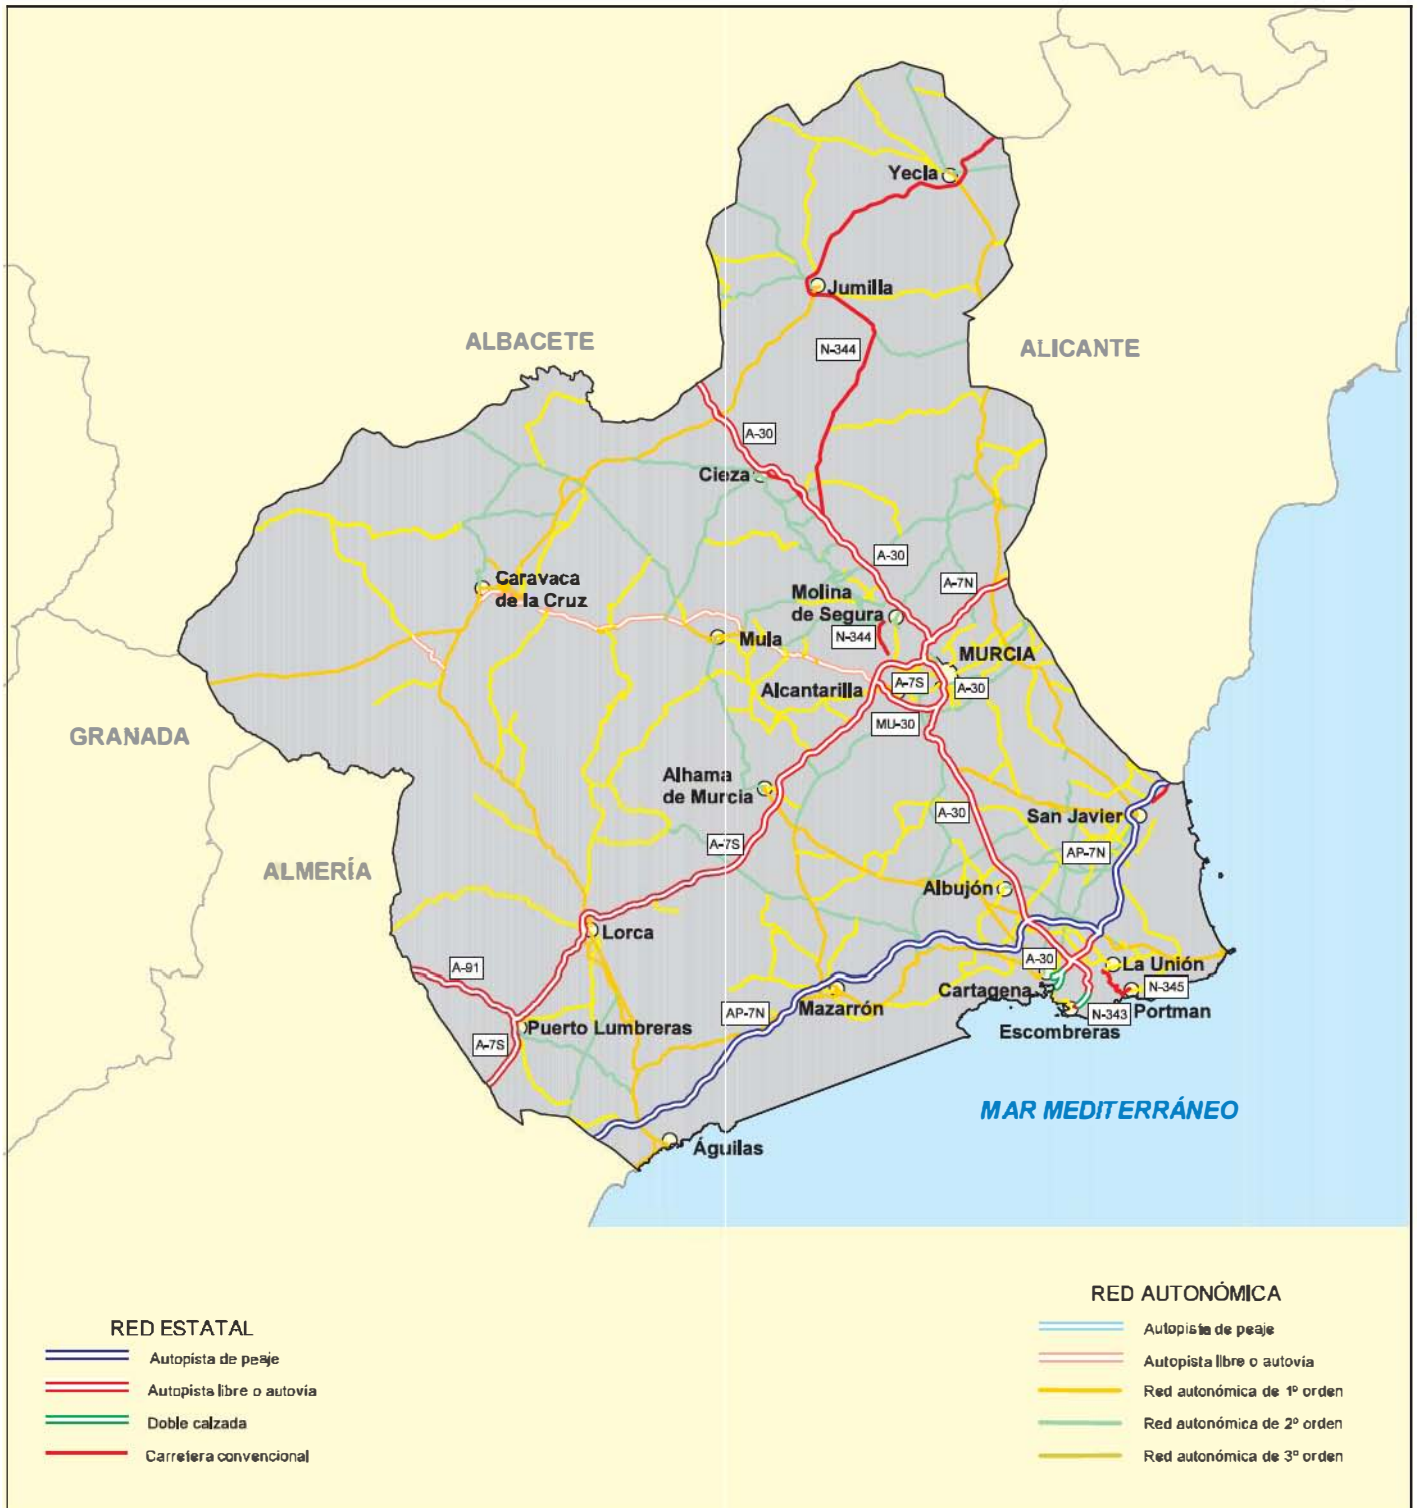 Yecla
Jumilla
ALBACETE
N-344
ALICANTE
A-30
Cieza
A-30
A-7N
Caravaca
de la Cruz
Molina
de Segura
N-344
Mula
MURCIA
Alcantarilla
A-7S
A-30
MU-30
GRANADA
Alhama
de Murcia
A-30
San Javier
A-7S
AP-7N
ALMERÍA
Albujón
Lorca
A-30
La Unión
A-91
Cartagena
N-345
Mazarrón
AP-7N
N-343
Portman
Puerto Lumbreras
Escombreras
A-7S
MAR MEDITERRÁNEO
Águilas
RED ESTATAL
Autopista de peaje
Autopista libre o autovía
Doble calzada
Carretera convencional
RED AUTONÓMICA
Autopista de peaje
Autopista libre o autovía
Red autonómica de 1º orden
Red autonómica de 2º orden
Red autonómica de 3º orden